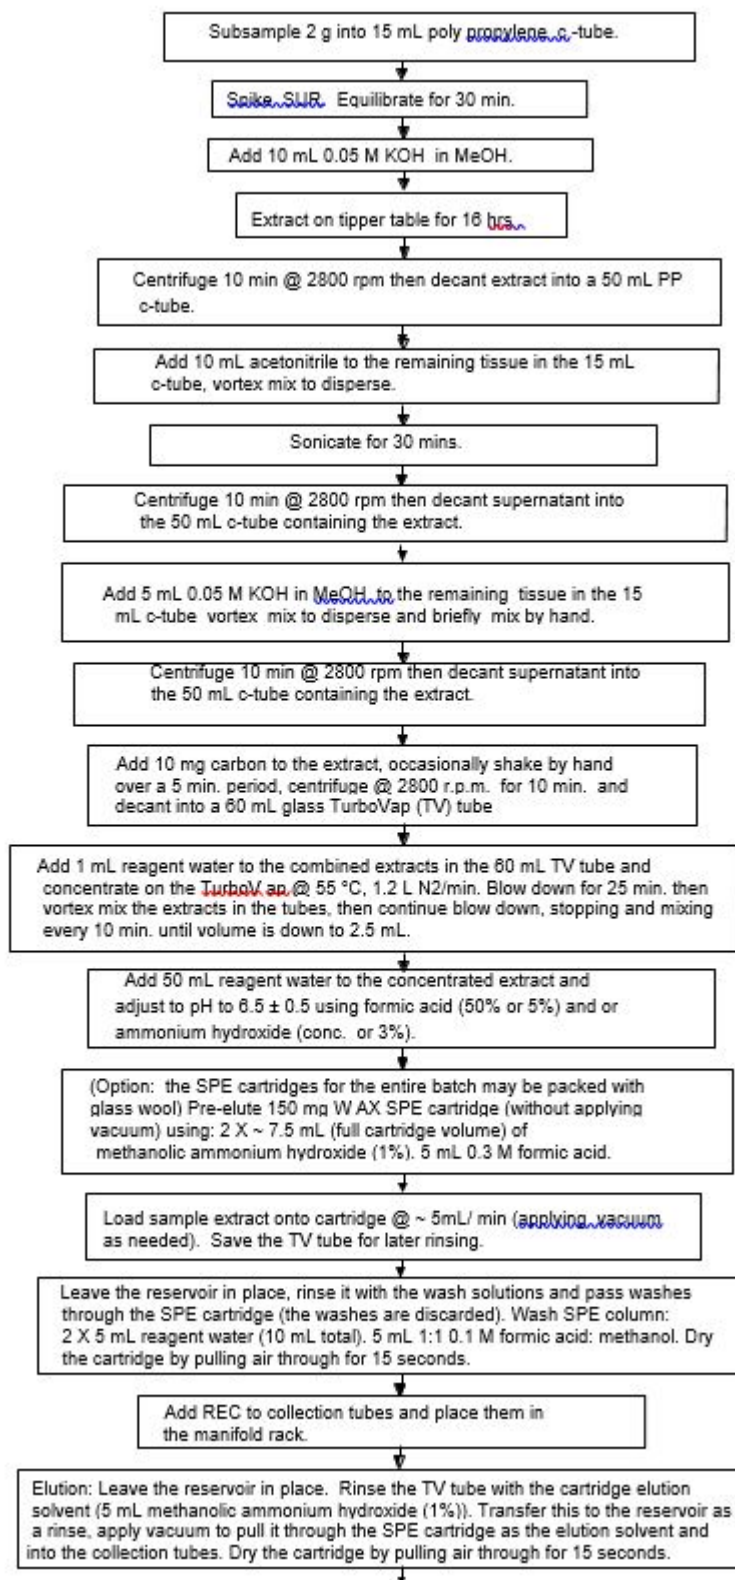 Subsample 2 g into 15 mL poly propylene c-tube.
Spike SUR. Equilibrate for 30 min.
Add 10 mL 0.05 M KOH in MeOH.
Extract on tipper table for 16 hrs.
Centrifuge 10 min @ 2800 rpm then decant extract into a 50 mL PP
c-tube.
Add 10 mL acetonitrile to the remaining tissue in the 15 mL
c-tube, vortex mix to disperse.
Sonicate for 30 mins.
Centrifuge 10 min @ 2800 rpm then decant supernatant into
the 50 mL c-tube containing the extract.
Add 5 mL 0.05 M KOH in MeOH to the remaining tissue in the 15
mL c-tube vortex mix to disperse and briefly mix by hand.
Centrifuge 10 min @ 2800 rpm then decant supernatant into
the 50 mL c-tube containing the extract.
Add 10 mg carbon to the extract, occasionally shake by hand
over a 5 min. period, centrifuge @ 2800 r.p.m. for 10 min. and
decant into a 60 mL glass TurboVap (TV) tube
Add 1 mL reagent water to the combined extracts in the 60 mL TV tube and
concentrate on the TurboV ap @ 55 °C, 1.2 L N2/min. Blow down for 25 min. then
vortex mix the extracts in the tubes, then continue blow down, stopping and mixing
every 10 min. until volume is down to 2.5 mL.
Add 50 mL reagent water to the concentrated extract and
adjust to pH to 6.5 ± 0.5 using formic acid (50% or 5%) and or
ammonium hydroxide (conc. or 3%).
(Option: the SPE cartridges for the entire batch may be packed with
glass wool) Pre-elute 150 mg W AX SPE cartridge (without applying
vacuum) using: 2 X ~ 7.5 mL (full cartridge volume) of
methanolic ammonium hydroxide (1%). 5 mL 0.3 M formic acid.
Load sample extract onto cartridge @ ~ 5mL/ min (applying vacuum
as needed). Save the TV tube for later rinsing.
Leave the reservoir in place, rinse it with the wash solutions and pass washes
through the SPE cartridge (the washes are discarded). Wash SPE column:
2 X 5 mL reagent water (10 mL total). 5 mL 1:1 0.1 M formic acid: methanol. Dry
the cartridge by pulling air through for 15 seconds.
Add REC to collection tubes and place them in
the manifold rack.
Elution: Leave the reservoir in place. Rinse the TV tube with the cartridge elution
solvent (5 mL methanolic ammonium hydroxide (1%)). Transfer this to the reservoir as
a rinse, apply vacuum to pull it through the SPE cartridge as the elution solvent and
into the collection tubes. Dry the cartridge by pulling air through for 15 seconds.